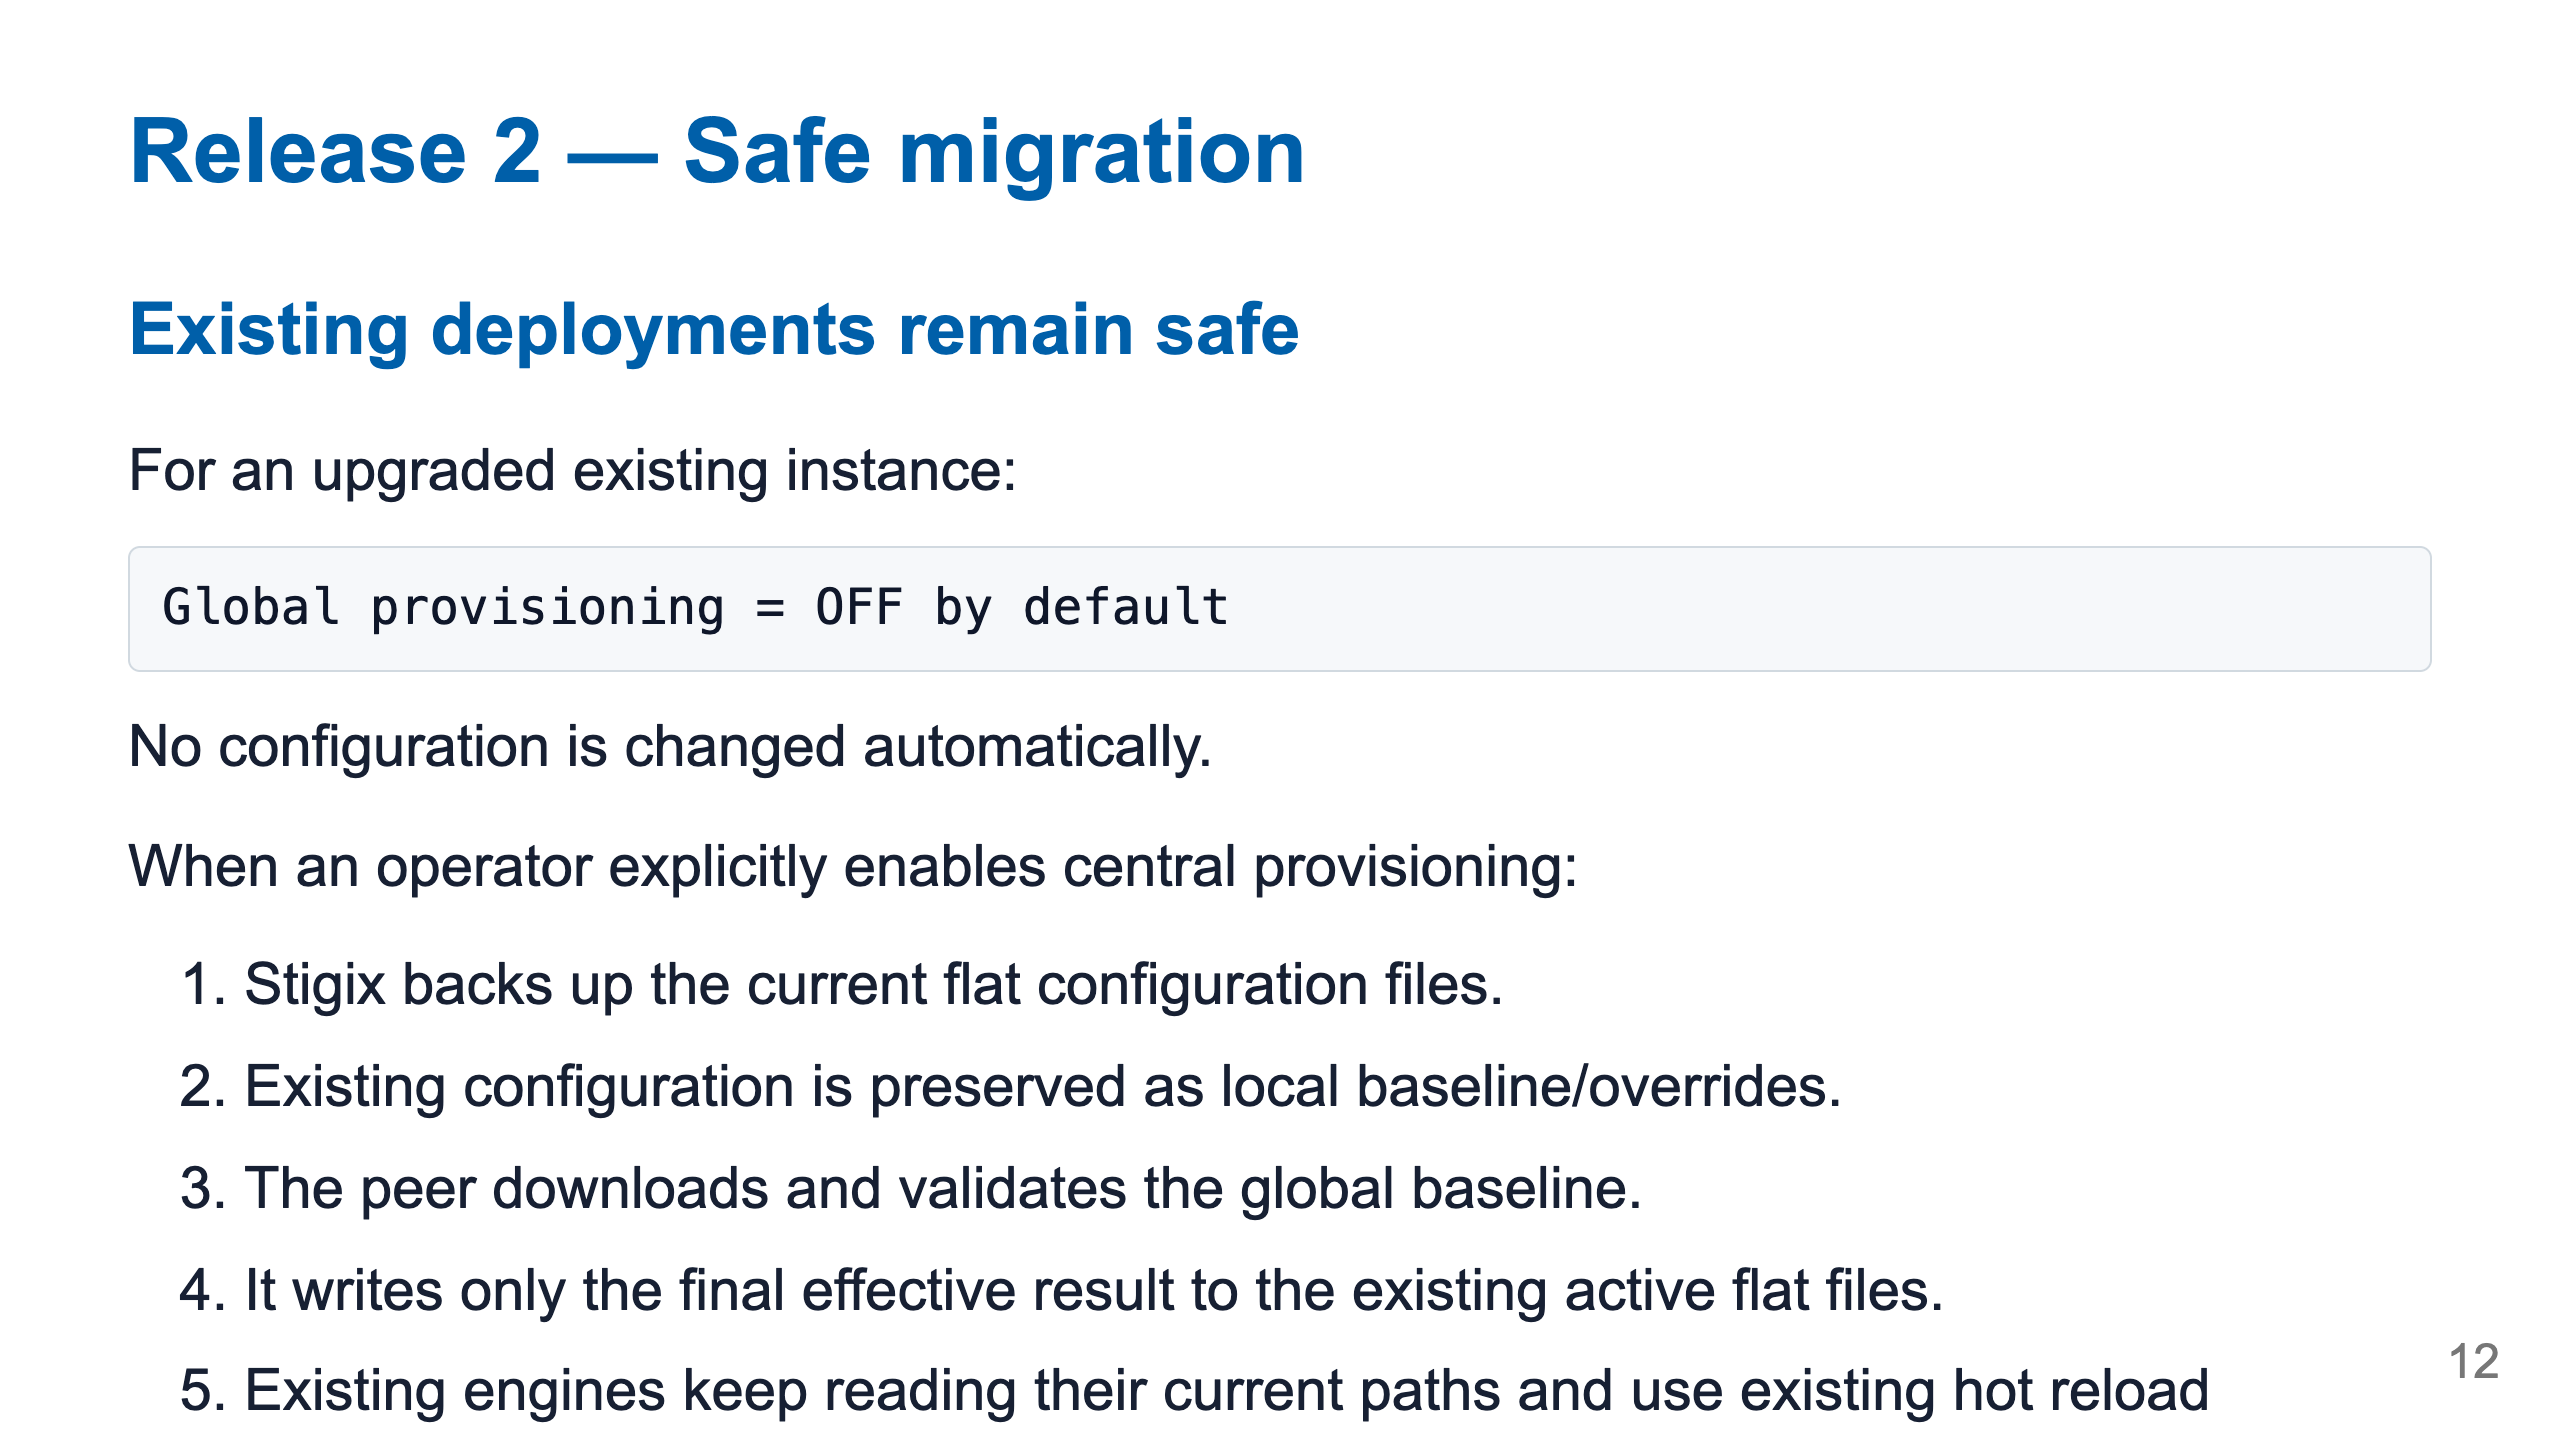 Release 2 — Safe migration
Existing deployments remain safe
For an upgraded existing instance:
Global provisioning = OFF by default
No configuration is changed automatically.
When an operator explicitly enables central provisioning:
1. Stigix backs up the current flat configuration files.
2. Existing configuration is preserved as local baseline/overrides.
3. The peer downloads and validates the global baseline.
4. It writes only the final effective result to the existing active flat files.
5. Existing engines keep reading their current paths and use existing hot reload
12